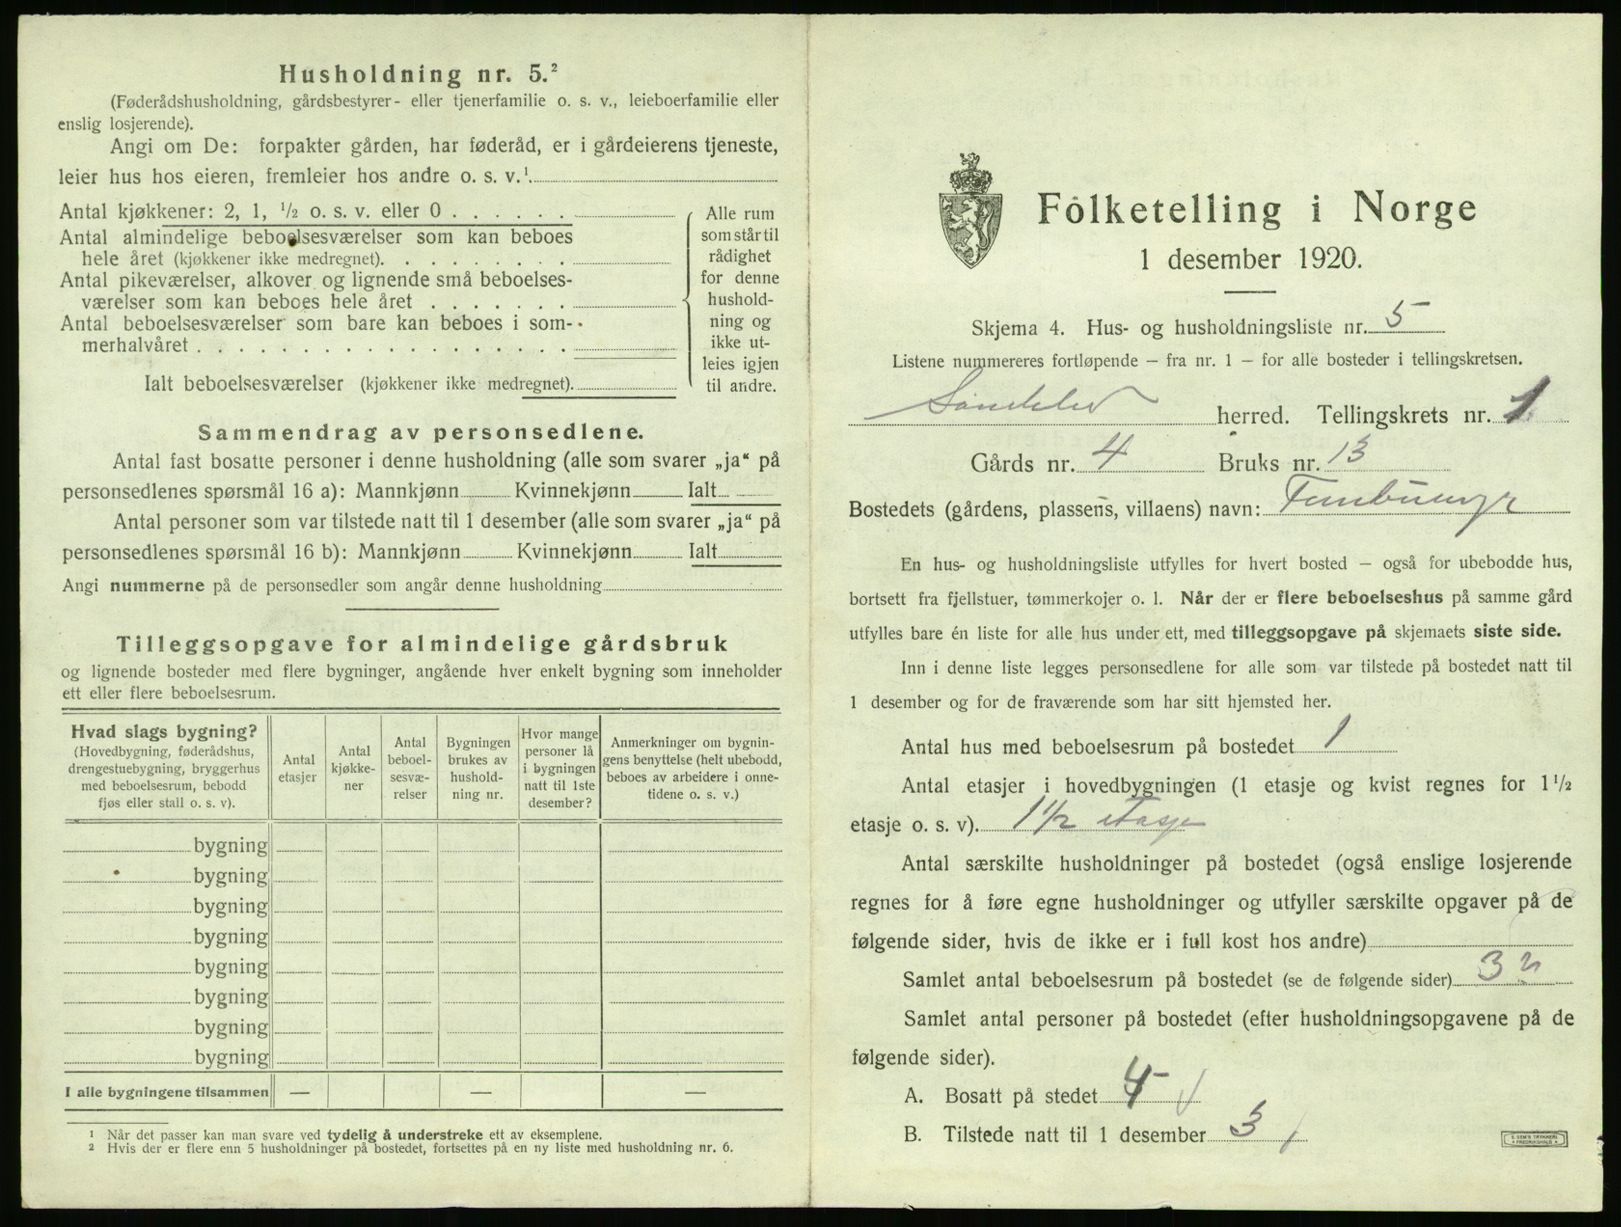 Husholdning nr. 5.²
(Føderådshusholdning, gårdsbestyrer- eller tjenerfamilie o. s. v., leieboerfamilie eller
enslig losjerende).
Angi om De: forpakter gården, har føderåd, er i gårdeierens tjeneste,
leier hus hos eieren, fremleier hos andre o. s. v.¹
Antal kjøkkener: 2, 1, ½ o. s. v. eller 0
Antal almindelige beboelsesværelser som kan beboes
hele året (kjøkkener ikke medregnet).
Antal pikeværelser, alkover og lignende små beboelses-
værelser som kan beboes hele året
Antal beboelsesværelser som bare kan beboes i som-
merhalvåret
Ialt beboelsesværelser (kjøkkener ikke medregnet).
Alle rum
som står til
rådighet
for denne
hushold-
ning og
ikke ut-
leies igjen
til andre.
Sammendrag av personsedlene.
Antal fast bosatte personer i denne husholdning (alle som svarer „ja“ på
personsedlenes spørsmål 16 a): Mannkjønn Kvinnekjønn Ialt
Antal personer som var tilstede natt til 1 desember (alle som svarer „ja“ på
personsedlenes spørsmål 16 b): Mannkjønn Kvinnekjønn Ialt
Angi nummerne på de personsedler som angår denne husholdning
Tilleggsopgave for almindelige gårdsbruk
og lignende bosteder med flere bygninger, angående hver enkelt bygning som inneholder
ett eller flere beboelsesrum.
Hvad slags bygning?
(Hovedbygning, føderådshus,
drengestuebygning, bryggerhus
med beboelsesrum, bebodd
fjøs eller stall o. s. v).
Antal
etasjer
Antal
kjøkke-
ner
Antal
beboel-
sesvæ-
relser
Bygningen
brukes av
hushold-
ning nr.
Hvor mange
personer lå
i bygningen
natt til 1ste
desember?
Anmerkninger om bygnin-
gens benyttelse (helt ubebodd,
beboes av arbeidere i onne-
tidene o. s. v.)
bygning
bygning
bygning
bygning
bygning
bygning
bygning
bygning
I alle bygningene tilsammen — — —
¹ Når det passer kan man svare ved tydelig å understreke ett av eksemplene.
² Hvis der er flere enn 5 husholdninger på bostedet, fortsettes på en ny liste med husholdning nr. 6.
Folketelling i Norge
1 desember 1920.
Skjema 4. Hus- og husholdningsliste nr. 5
Listene nummereres fortløpende – fra nr. 1 – for alle bosteder i tellingskretsen.
herred. Tellingskrets nr. 1
Gårds nr. 4 Bruks nr. 13
Bostedets (gårdens, plassens, villaens) navn:
En hus- og husholdningsliste utfylles for hvert bosted – også for ubebodde hus,
bortsett fra fjellstuer, tømmerkojer o. l. Når der er flere beboelseshus på samme gård
utfylles bare én liste for alle hus under ett, med tilleggsopgave på skjemaets siste side.
Inn i denne liste legges personsedlene for alle som var tilstede på bostedet natt til
1 desember og for de fraværende som har sitt hjemsted her.
Antal hus med beboelsesrum på bostedet 1
Antal etasjer i hovedbygningen (1 etasje og kvist regnes for 1½
etasje o. s. v). 1½ etasje
Antal særskilte husholdninger på bostedet (også enslige losjerende
regnes for å føre egne husholdninger og utfyller særskilte opgaver på de
følgende sider, hvis de ikke er i full kost hos andre)
Samlet antal beboelsesrum på bostedet (se de følgende sider) 3
Samlet antal personer på bostedet (efter husholdningsopgavene på de
følgende sider).
A. Bosatt på stedet 4
B. Tilstede natt til 1 desember 3